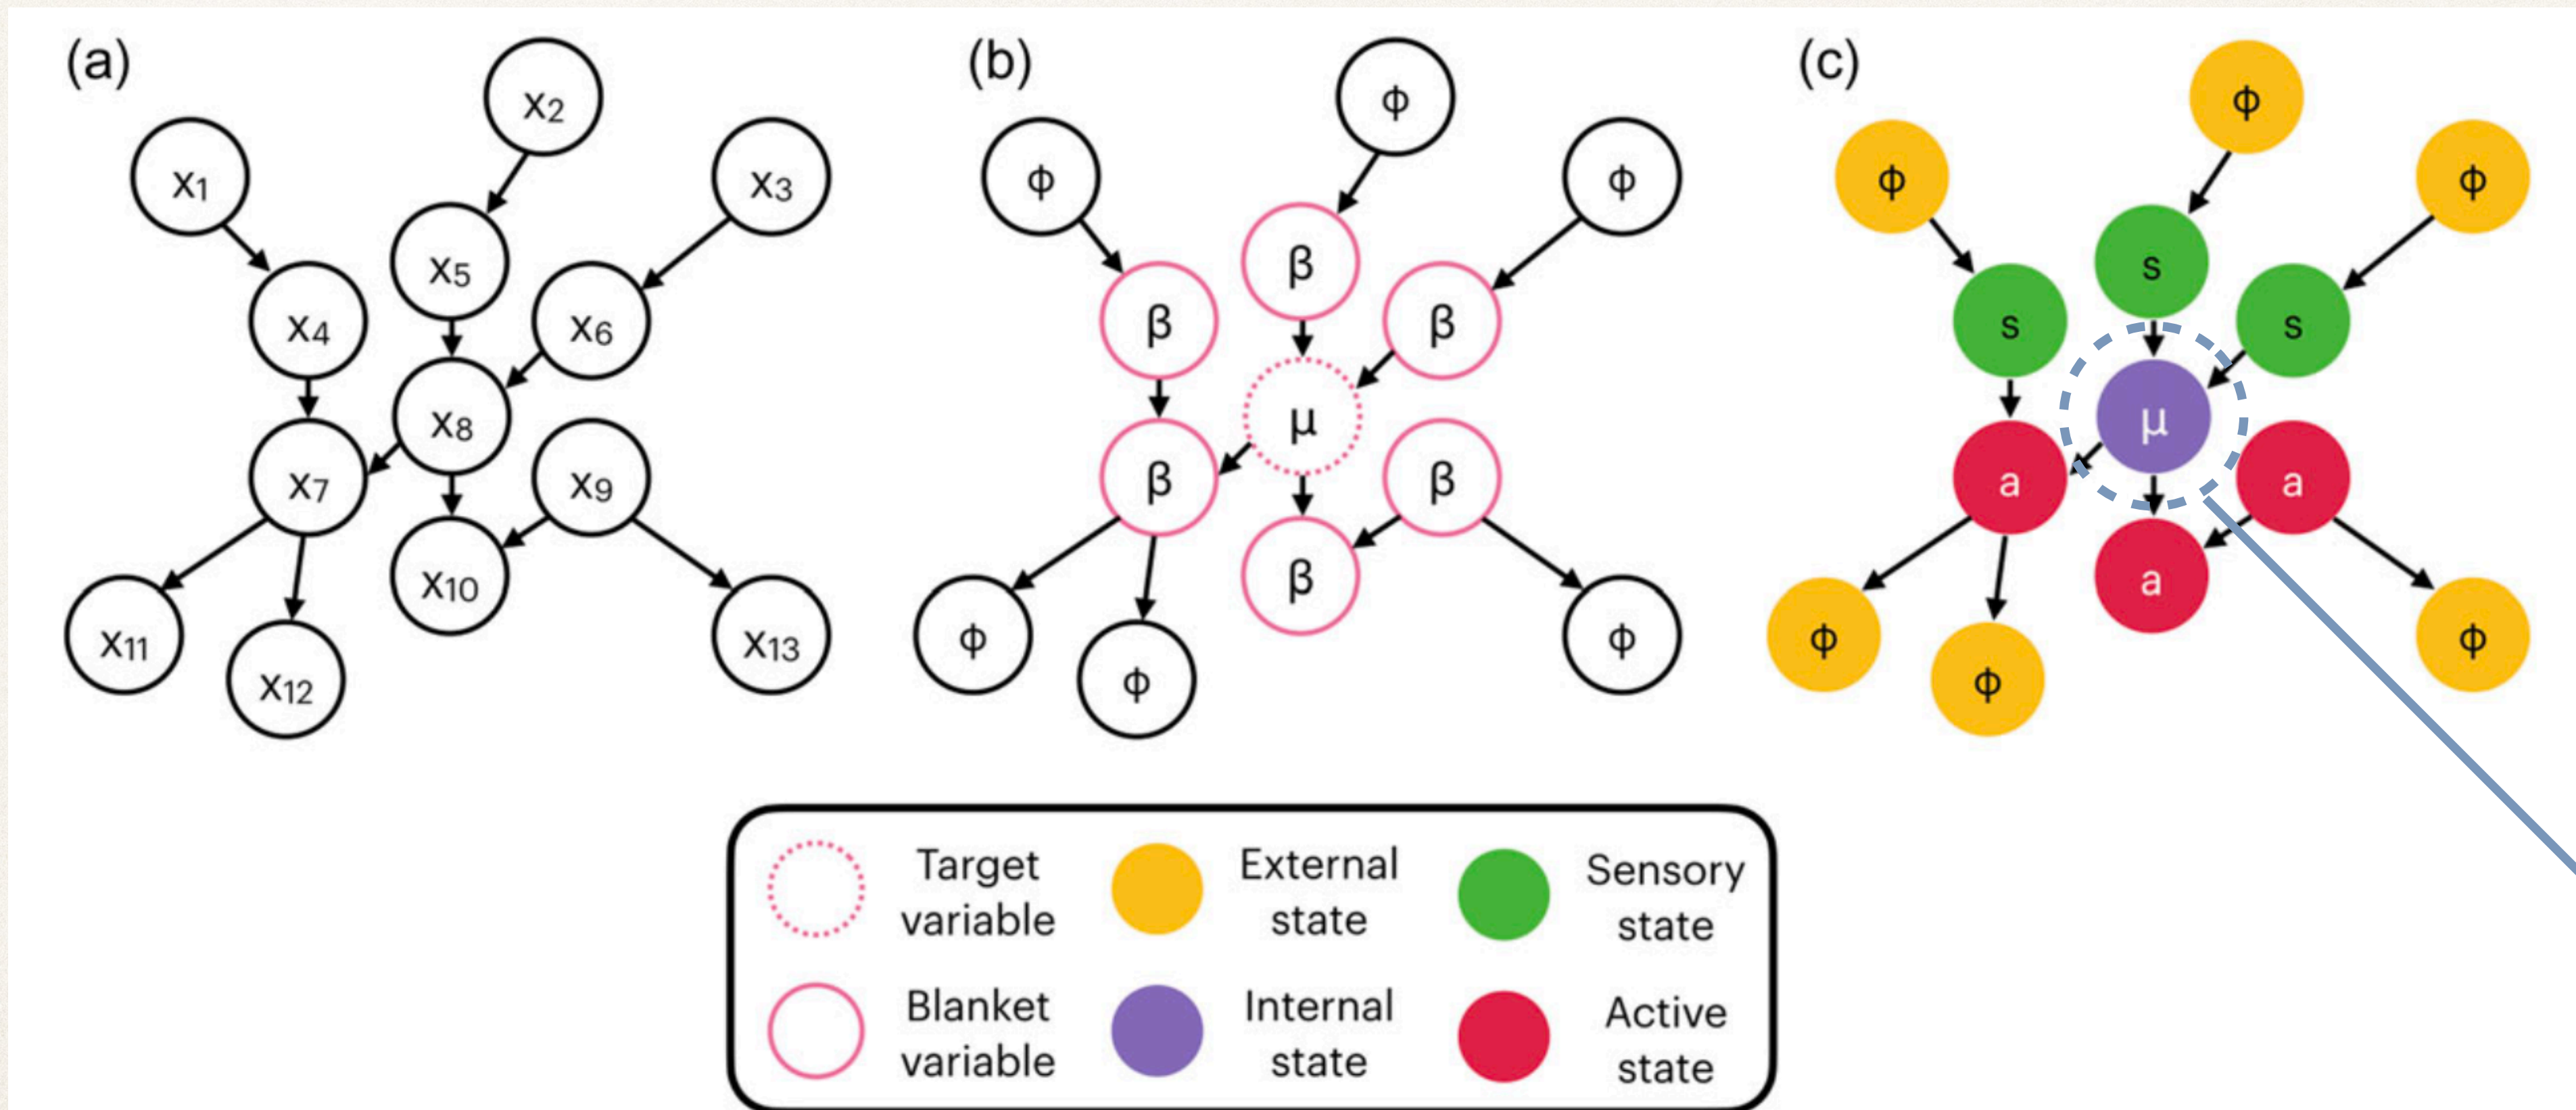 (a)
x2
x1
x3
x5
x4
x6
x8
x7
x9
x10
x11
x13
x12
(b)
ϕ
ϕ
ϕ
β
β
β
μ
β
β
β
ϕ
ϕ
ϕ
(c)
ϕ
ϕ
ϕ
s
s
s
μ
a
a
a
ϕ
ϕ
ϕ
Target
variable
External
state
Sensory
state
Blanket
variable
Internal
state
Active
state